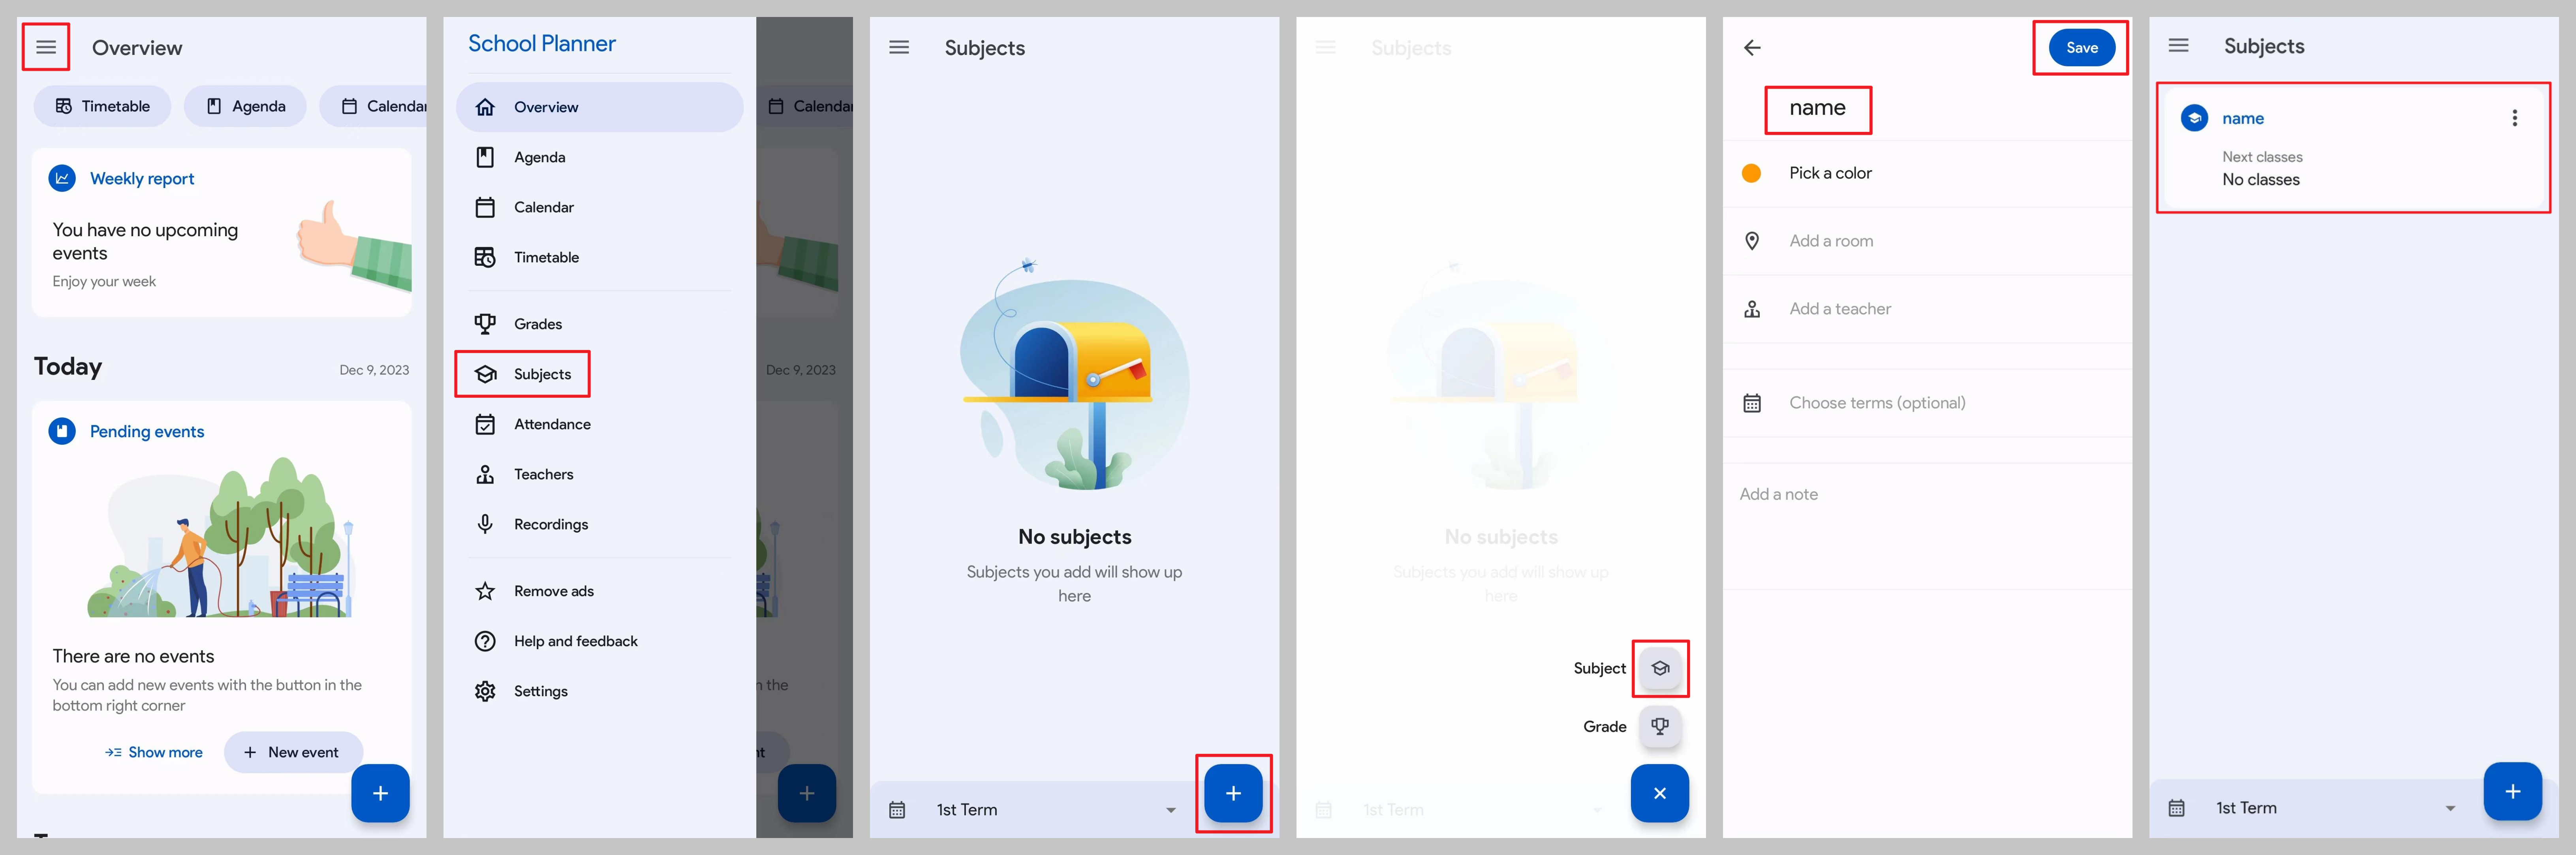 Overview
Timetable
Agenda
Calendar
Weekly report
You have no upcoming
events
Enjoy your week
Today
Dec 9, 2023
Pending events
There are no events
You can add new events with the button in the
bottom right corner
Show more
New event
School Planner
Overview
Agenda
Calendar
Timetable
Grades
Subjects
Attendance
Teachers
Recordings
Remove ads
Help and feedback
Settings
Calendar
Dec 9, 2023
n the
nt
Subjects
No subjects
Subjects you add will show up
here
1st Term
Subjects
No subjects
Subjects you add will show up
here
Subject
Grade
1st Term
Save
name
Pick a color
Add a room
Add a teacher
Choose terms (optional)
Add a note
Subjects
name
Next classes
No classes
1st Term